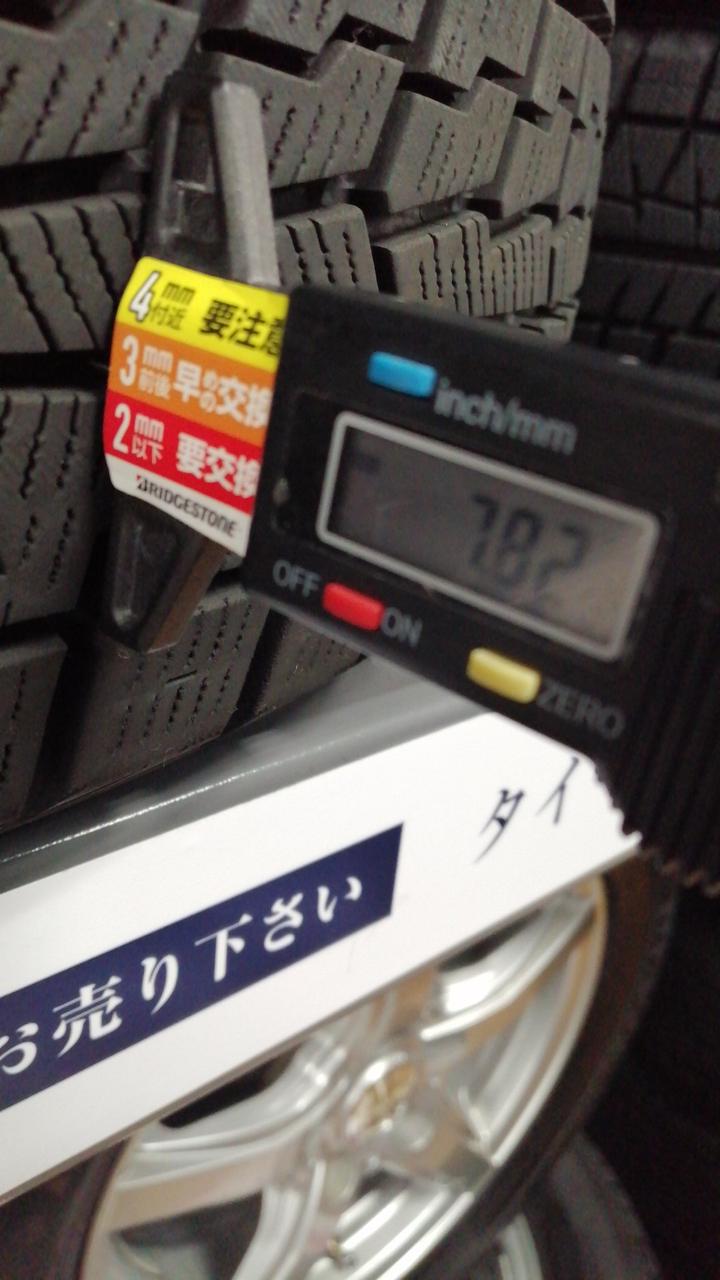 4mm付近 要注意
3mm前後 早めの交換
2mm以下 要交換
BRIDGESTONE
inch/mm
7.82
OFF ON
ZERO
タイ
お売り下さい